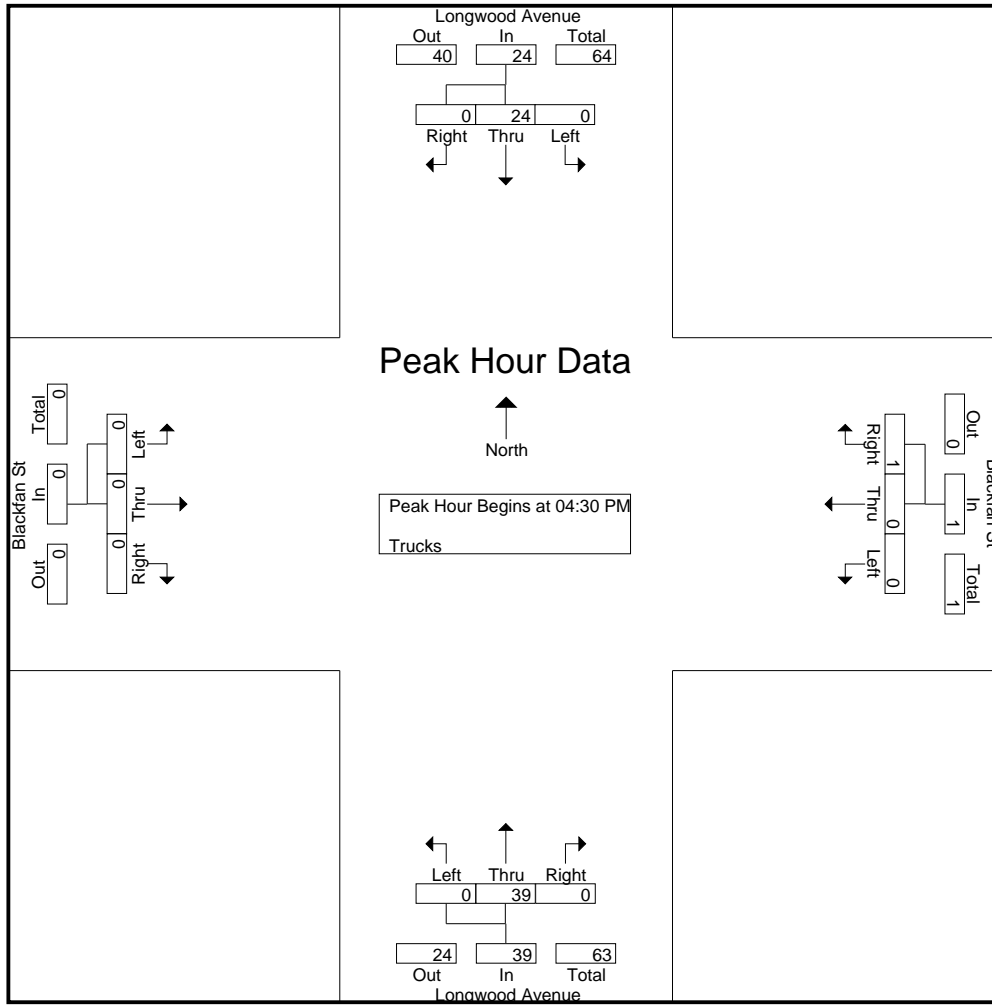 Longwood Avenue
Out In Total
40 24 64
0 24 0
Right Thru Left
Peak Hour Data
North
Peak Hour Begins at 04:30 PM
Trucks
Blackfan St
Out In Total
0 0 0
Right Thru Left
0 0 0
Blackfan St
Out In Total
0 1 1
Right Thru Left
1 0 0
Left Thru Right
0 39 0
24 39 63
Out In Total
Longwood Avenue